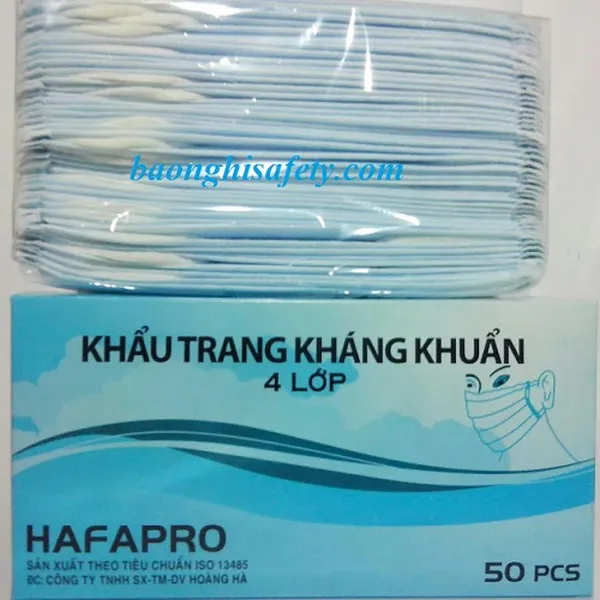 baonghisafety.com
KHẨU TRANG KHÁNG KHUẨN
4 LỚP
HAFAPRO
SẢN XUẤT THEO TIÊU CHUẨN ISO 13485
ĐC: CÔNG TY TNHH SX-TM-DV HOÀNG HÀ
50 PCS